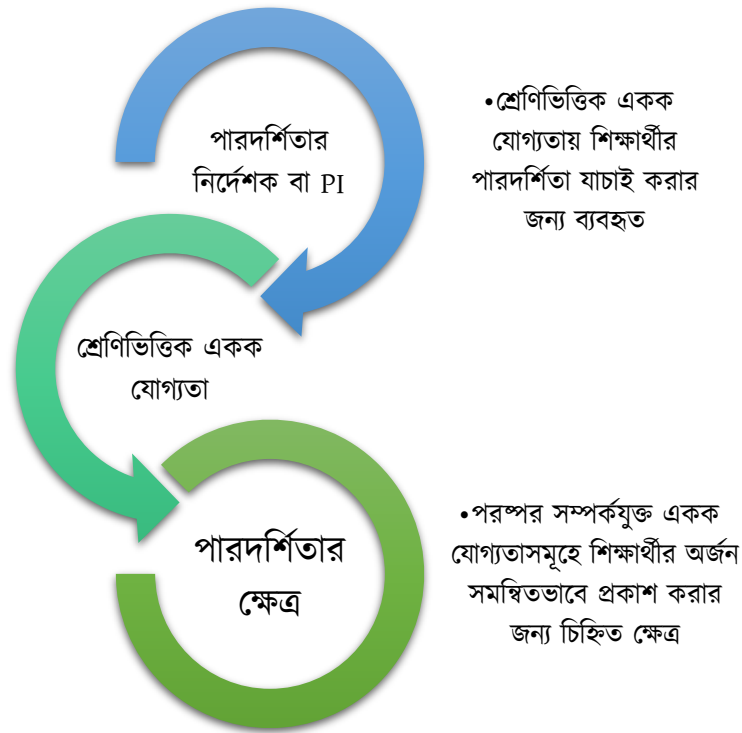 পারদর্শিতার
নির্দেশক বা PI
•শ্রেণিভিত্তিক একক
যোগ্যতায় শিক্ষার্থীর
পারদর্শিতা যাচাই করার
জন্য ব্যবহৃত
শ্রেণিভিত্তিক একক
যোগ্যতা
পারদর্শিতার
ক্ষেত্র
•পরষ্পর সম্পর্কযুক্ত একক
যোগ্যতাসমূহে শিক্ষার্থীর অর্জন
সমন্বিতভাবে প্রকাশ করার
জন্য চিহ্নিত ক্ষেত্র